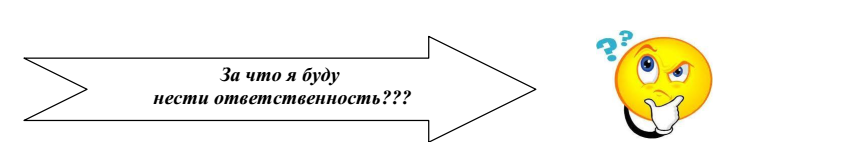 За что я буду
нести ответственность???
??